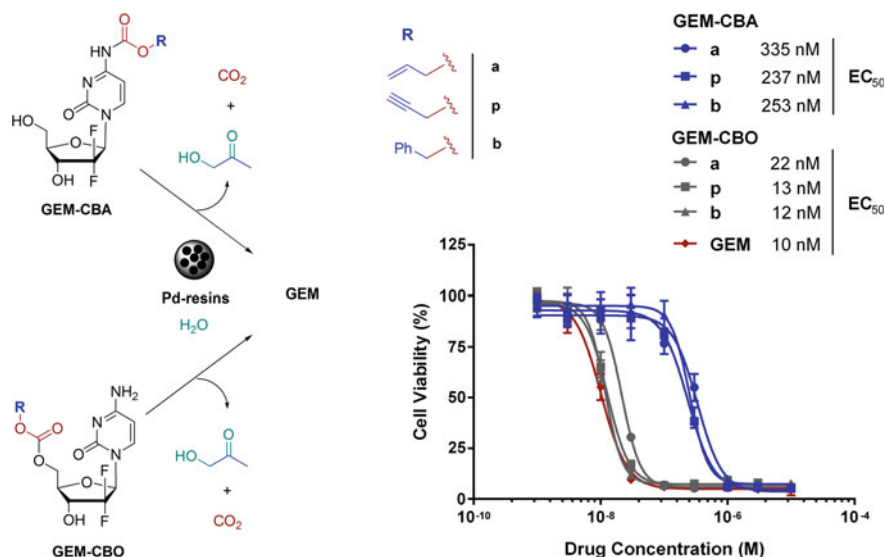 R
O
O
NH
N
O
N
HO
O
F
F
OH
GEM-CBA
CO₂
+
HO
O
Pd-resins
H₂O
GEM
R
O
O
O
NH₂
N
O
N
O
F
F
OH
GEM-CBO
HO
O
+
CO₂
R
a
p
Ph
b
GEM-CBA
a 335 nM
p 237 nM
b 253 nM
EC₅₀
GEM-CBO
a 22 nM
p 13 nM
b 12 nM
GEM 10 nM
EC₅₀
125
100
75
50
25
0
Cell Viability (%)
10⁻¹⁰ 10⁻⁸ 10⁻⁶ 10⁻⁴
Drug Concentration (M)